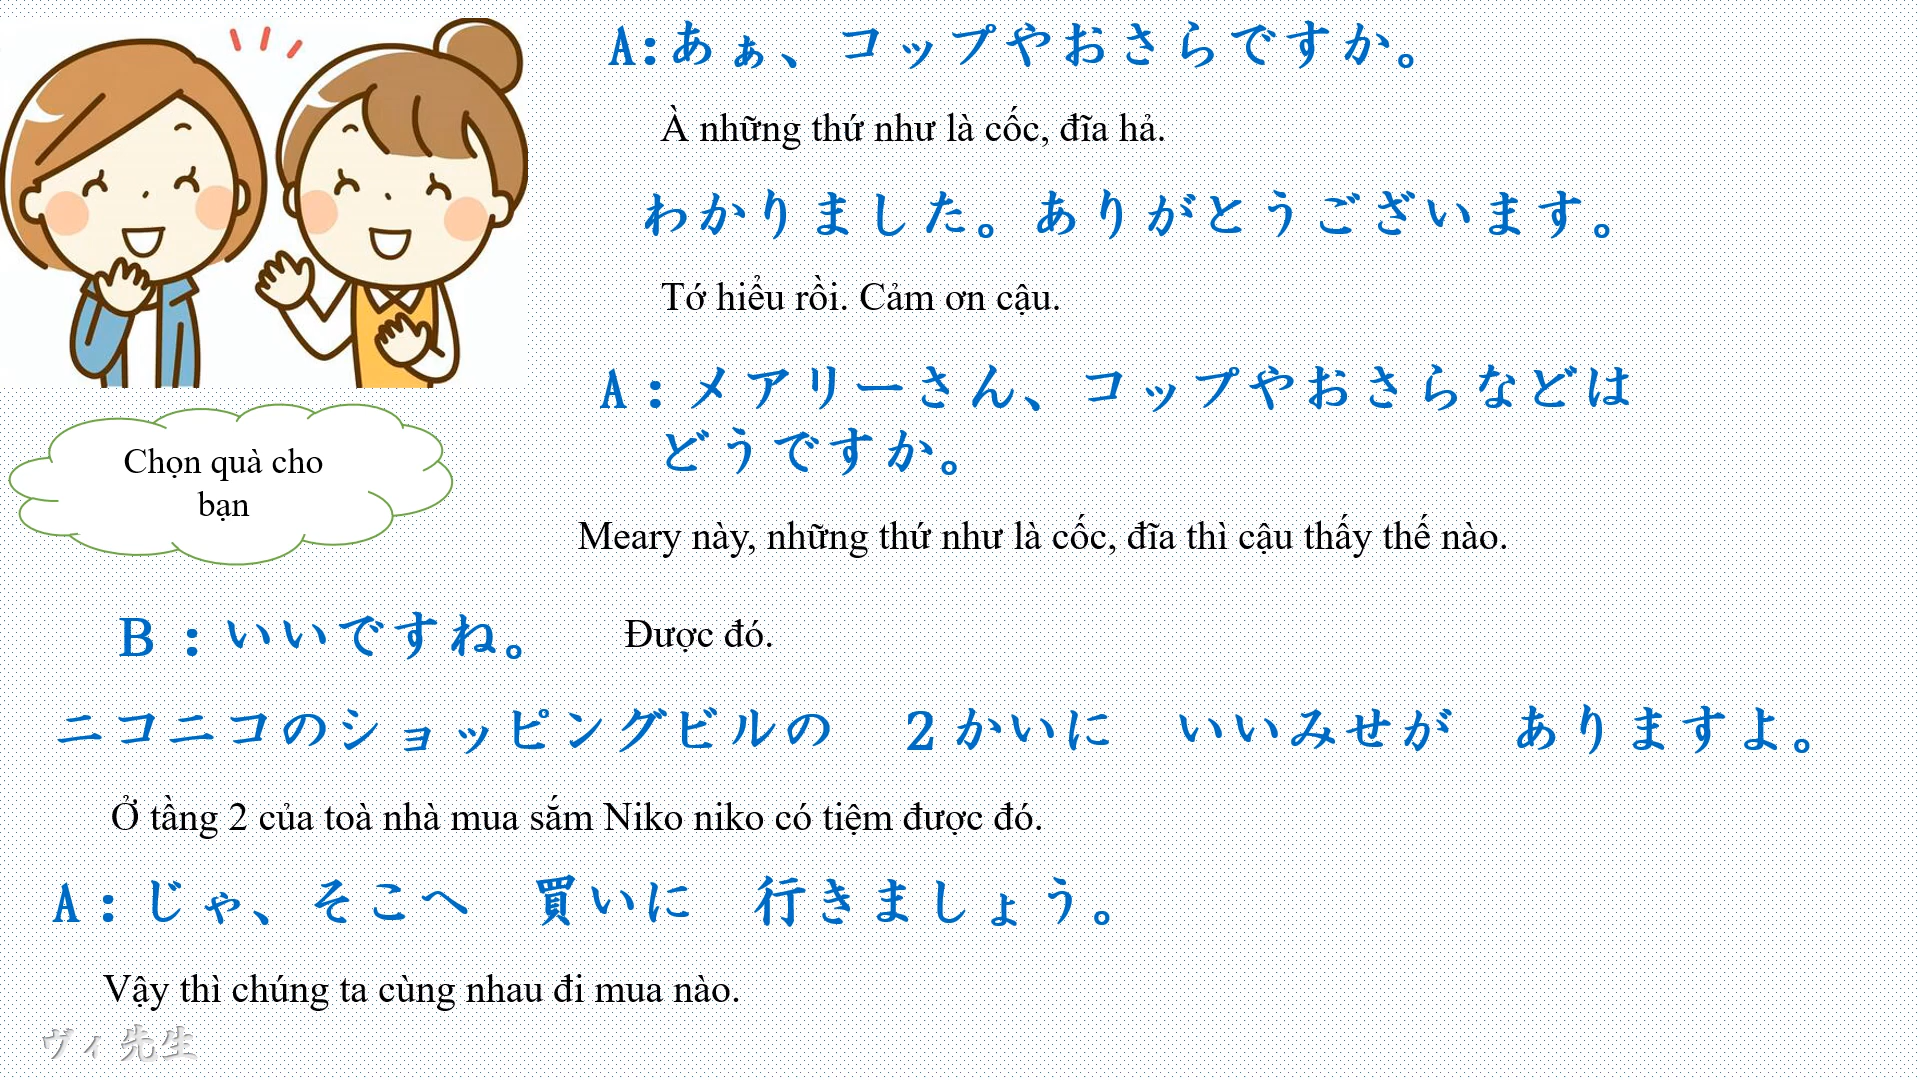 A:あぁ、コップやおさらですか。
À những thứ như là cốc, đĩa hả.
わかりました。ありがとうございます。
Tớ hiểu rồi. Cảm ơn cậu.
A：メアリーさん、コップやおさらなどは
どうですか。
Chọn quà cho
bạn
Meary này, những thứ như là cốc, đĩa thì cậu thấy thế nào.
B：いいですね。
Được đó.
ニコニコのショッピングビルの　２かいに　いいみせが　ありますよ。
Ở tầng 2 của toà nhà mua sắm Niko niko có tiệm được đó.
A：じゃ、そこへ　買いに　行きましょう。
Vậy thì chúng ta cùng nhau đi mua nào.
ヴィ先生